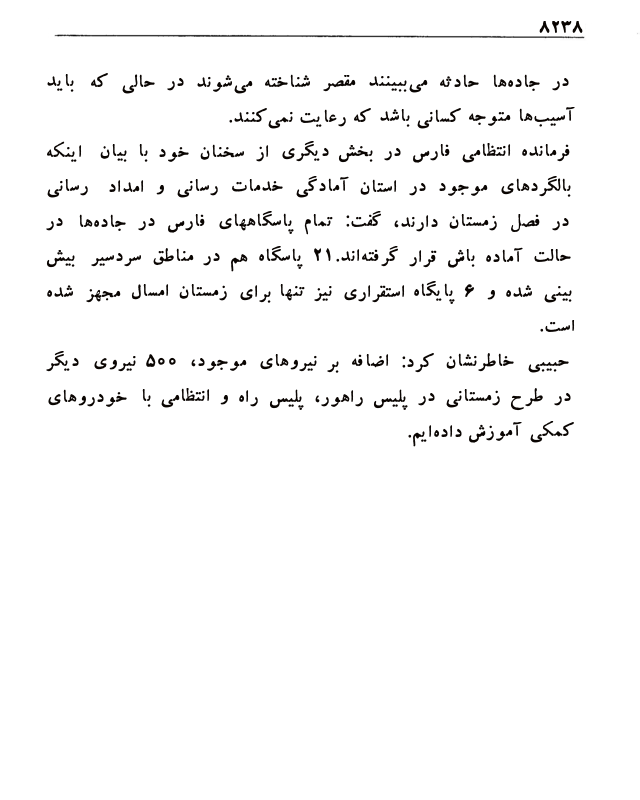 ۸۲۳۸
در جاده‌ها حادثه می‌ببینند مقصر شناخته می‌شوند در حالی که باید
آسیب‌ها متوجه کسانی باشد که رعایت نمی‌کنند.
فرمانده انتظامی فارس در بخش دیگری از سخنان خود با بیان اینکه
بالگردهای موجود در استان آمادگی خدمات رسانی و امداد رسانی
در فصل زمستان دارند، گفت: تمام پاسگاههای فارس در جاده‌ها در
حالت آماده باش قرار گرفته‌اند.۲۱ پاسگاه هم در مناطق سردسیر بیش
بینی شده و ۶ پایگاه استقراری نیز تنها برای زمستان امسال مجهز شده
است.
حبیبی خاطرنشان کرد: اضافه بر نیروهای موجود، ۵۰۰ نیروی دیگر
در طرح زمستانی در پلیس راهور، پلیس راه و انتظامی با خودروهای
کمکی آموزش داده‌ایم.